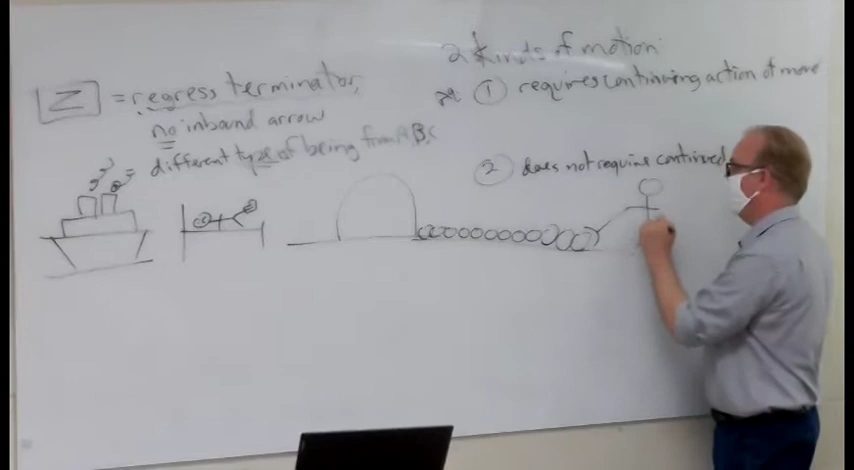 Z = regress terminator,
no inbound arrow
= different type of being from A, B, C
2 kinds of motion
① requires continuing action of mover
② does not require continued